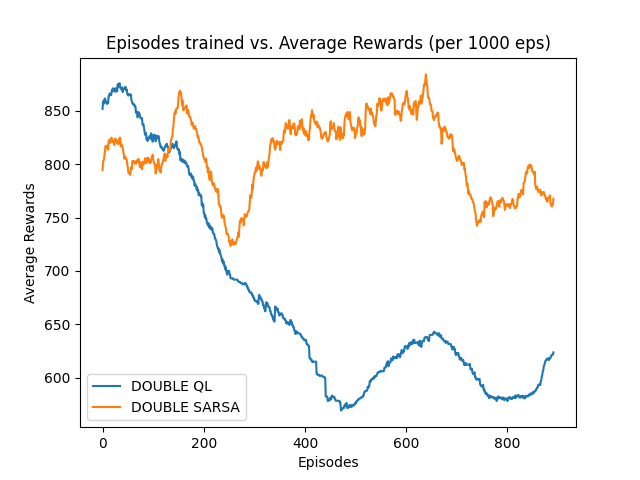 Episodes trained vs. Average Rewards (per 1000 eps)
Average Rewards
850
800
750
700
650
600
DOUBLE QL
DOUBLE SARSA
0 200 400 600 800
Episodes